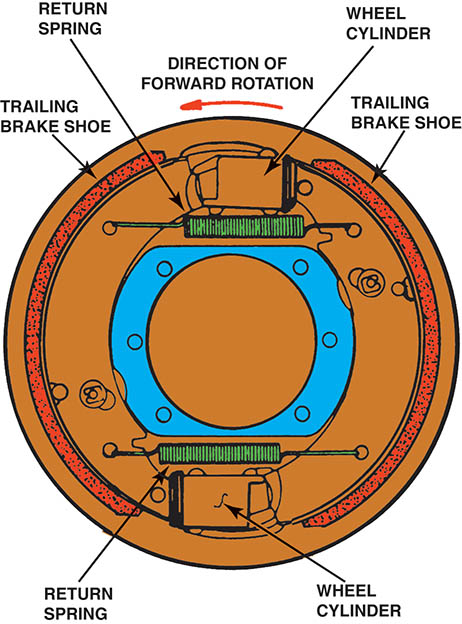 RETURN
SPRING
WHEEL
CYLINDER
DIRECTION OF
FORWARD ROTATION
TRAILING
BRAKE SHOE
TRAILING
BRAKE SHOE
RETURN
SPRING
WHEEL
CYLINDER